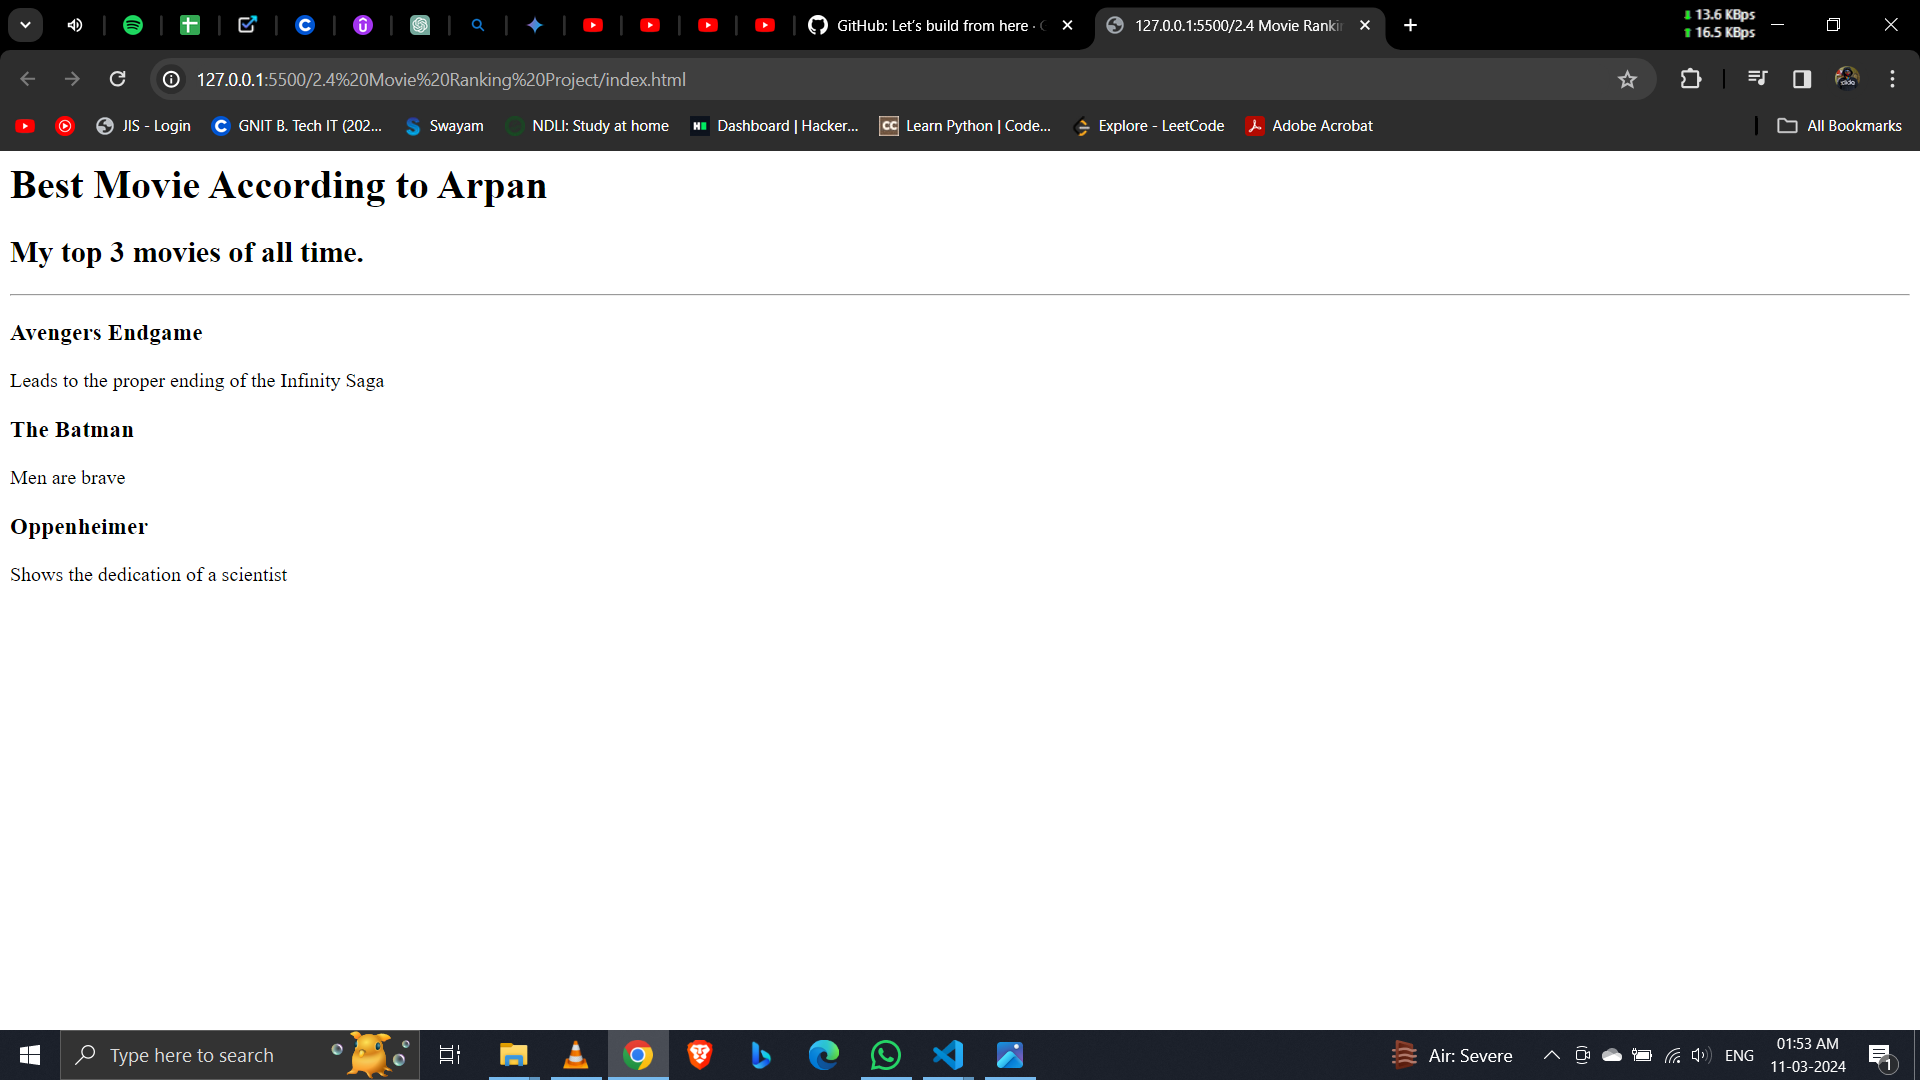 GitHub: Let's build from here ·
127.0.0.1:5500/2.4 Movie Rankin
13.6 KBps
16.5 KBps
127.0.0.1:5500/2.4%20Movie%20Ranking%20Project/index.html
JIS - Login
GNIT B. Tech IT (202...
Swayam
NDLI: Study at home
Dashboard | Hacker...
Learn Python | Code...
Explore - LeetCode
Adobe Acrobat
All Bookmarks
Best Movie According to Arpan
My top 3 movies of all time.
Avengers Endgame
Leads to the proper ending of the Infinity Saga
The Batman
Men are brave
Oppenheimer
Shows the dedication of a scientist
Type here to search
Air: Severe
ENG
01:53 AM
11-03-2024
1